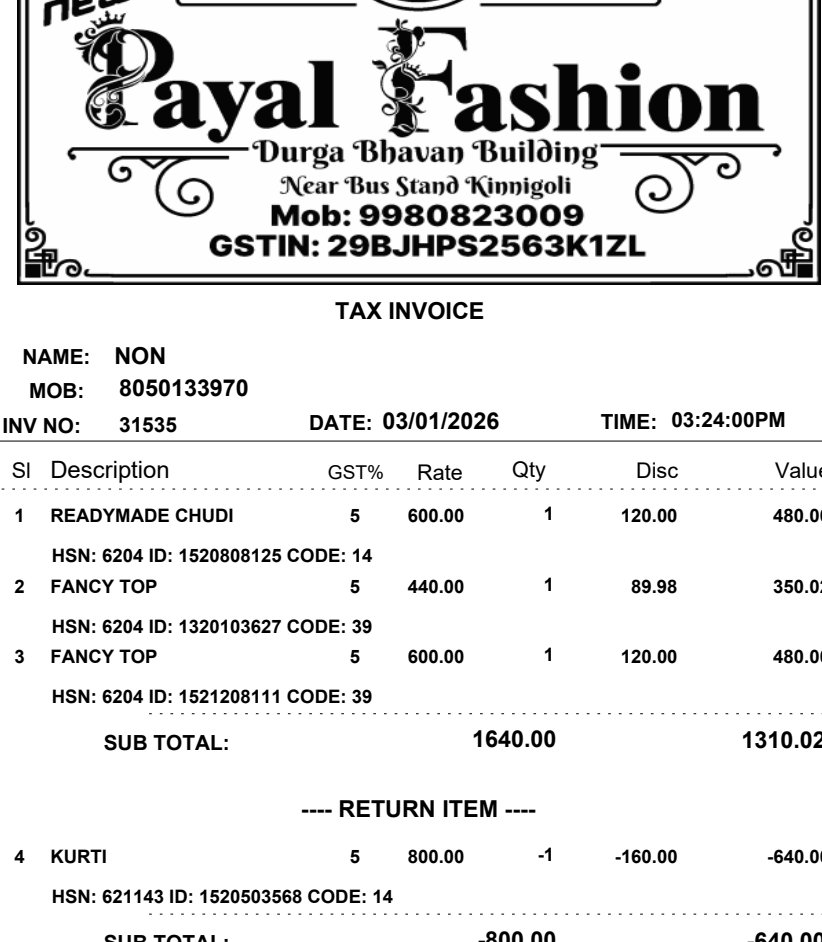 new
Payal Fashion
Durga Bhavan Building
Near Bus Stand Kinnigoli
Mob: 9980823009
GSTIN: 29BJHPS2563K1ZL
TAX INVOICE
NAME: NON
MOB: 8050133970
INV NO: 31535 DATE: 03/01/2026 TIME: 03:24:00PM
Sl Description GST% Rate Qty Disc Value
1 READYMADE CHUDI 5 600.00 1 120.00 480.00
HSN: 6204 ID: 1520808125 CODE: 14
2 FANCY TOP 5 440.00 1 89.98 350.02
HSN: 6204 ID: 1320103627 CODE: 39
3 FANCY TOP 5 600.00 1 120.00 480.00
HSN: 6204 ID: 1521208111 CODE: 39
SUB TOTAL: 1640.00 1310.02
---- RETURN ITEM ----
4 KURTI 5 800.00 -1 -160.00 -640.00
HSN: 621143 ID: 1520503568 CODE: 14
SUB TOTAL: -800.00 -640.00